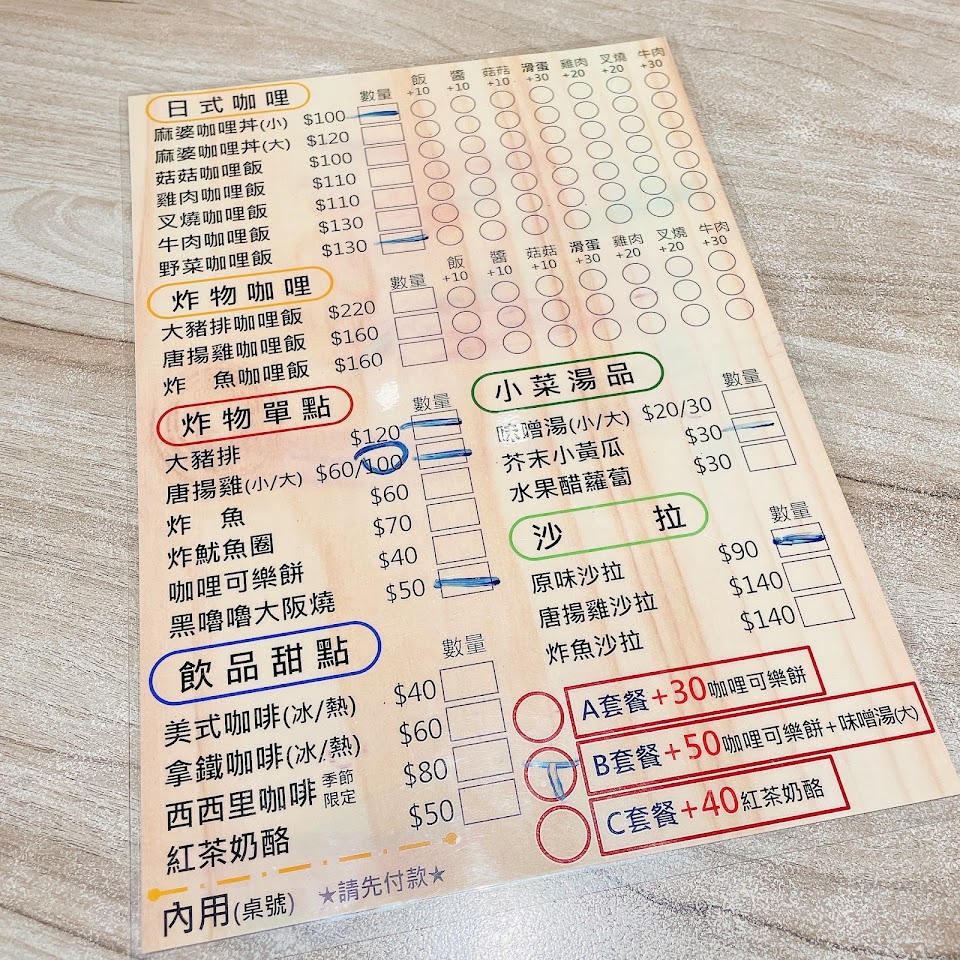 日式咖哩 數量 飯+10 醬+10 菇菇+10 滑蛋+30 雞肉+20 叉燒+20 牛肉+30
麻婆咖哩丼(小) $100
麻婆咖哩丼(大) $120
菇菇咖哩飯 $100
雞肉咖哩飯 $110
叉燒咖哩飯 $110
牛肉咖哩飯 $130
野菜咖哩飯 $130
炸物咖哩 數量 飯+10 醬+10 菇菇+10 滑蛋+30 雞肉+20 叉燒+20 牛肉+30
大豬排咖哩飯 $220
唐揚雞咖哩飯 $160
炸 魚咖哩飯 $160
炸物單點 數量
大豬排 $120
唐揚雞(小/大) $60/100
炸 魚 $60
炸魷魚圈 $70
咖哩可樂餅 $40
黑嚕嚕大阪燒 $50
飲品甜點 數量
美式咖啡(冰/熱) $40
拿鐵咖啡(冰/熱) $60
西西里咖啡 季節限定 $80
紅茶奶酪 $50
內用(桌號) ★請先付款★
小菜湯品 數量
味噌湯(小/大) $20/30
芥末小黃瓜 $30
水果醋蘿蔔 $30
沙 拉 數量
原味沙拉 $90
唐揚雞沙拉 $140
炸魚沙拉 $140
A套餐+30咖哩可樂餅
B套餐+50咖哩可樂餅+味噌湯(大)
C套餐+40紅茶奶酪
T